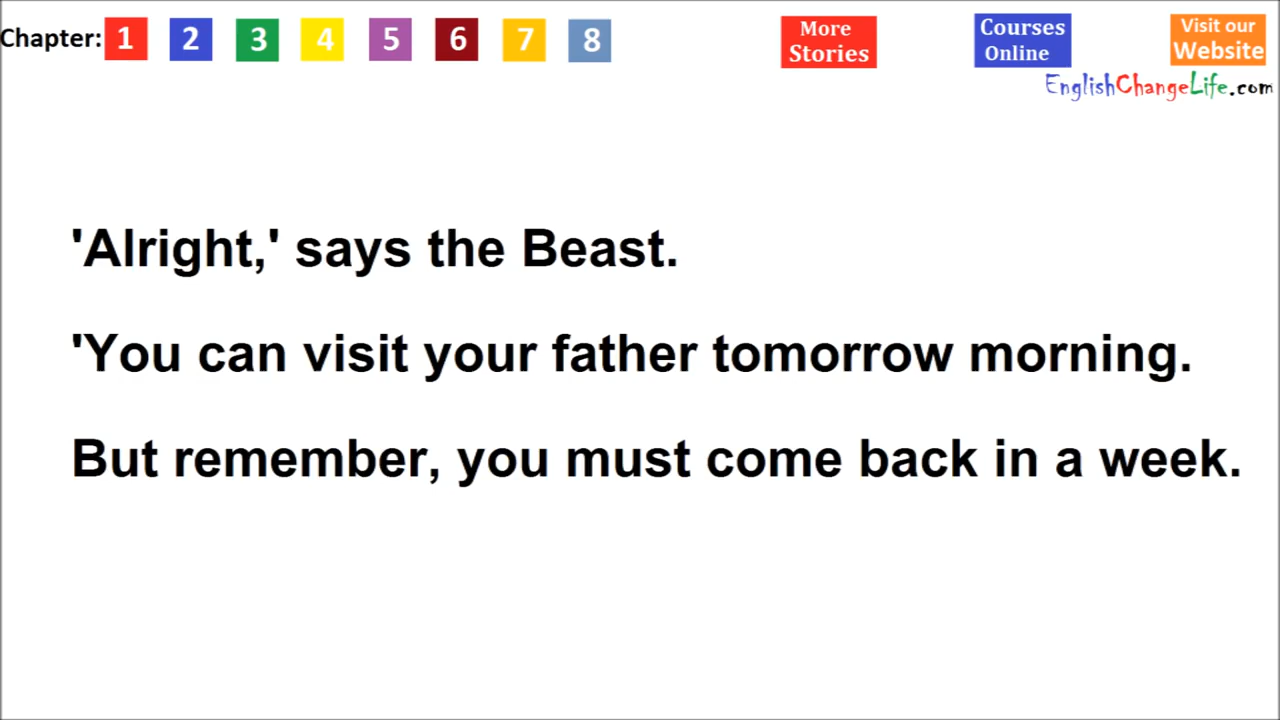 Chapter: 1 2 3 4 5 6 7 8
More
Stories
Courses
Online
Visit our
Website
EnglishChangeLife.com
'Alright,' says the Beast.
'You can visit your father tomorrow morning.
But remember, you must come back in a week.